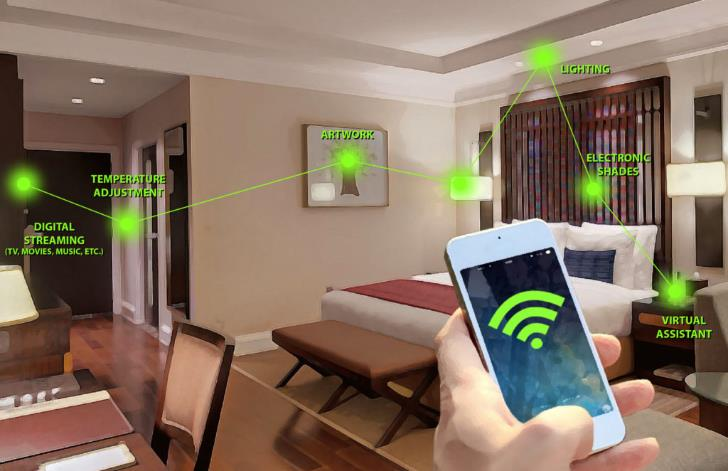 LIGHTING
ARTWORK
ELECTRONIC
SHADES
TEMPERATURE
ADJUSTMENT
DIGITAL
STREAMING
(TV, MOVIES, MUSIC, ETC.)
VIRTUAL
ASSISTANT